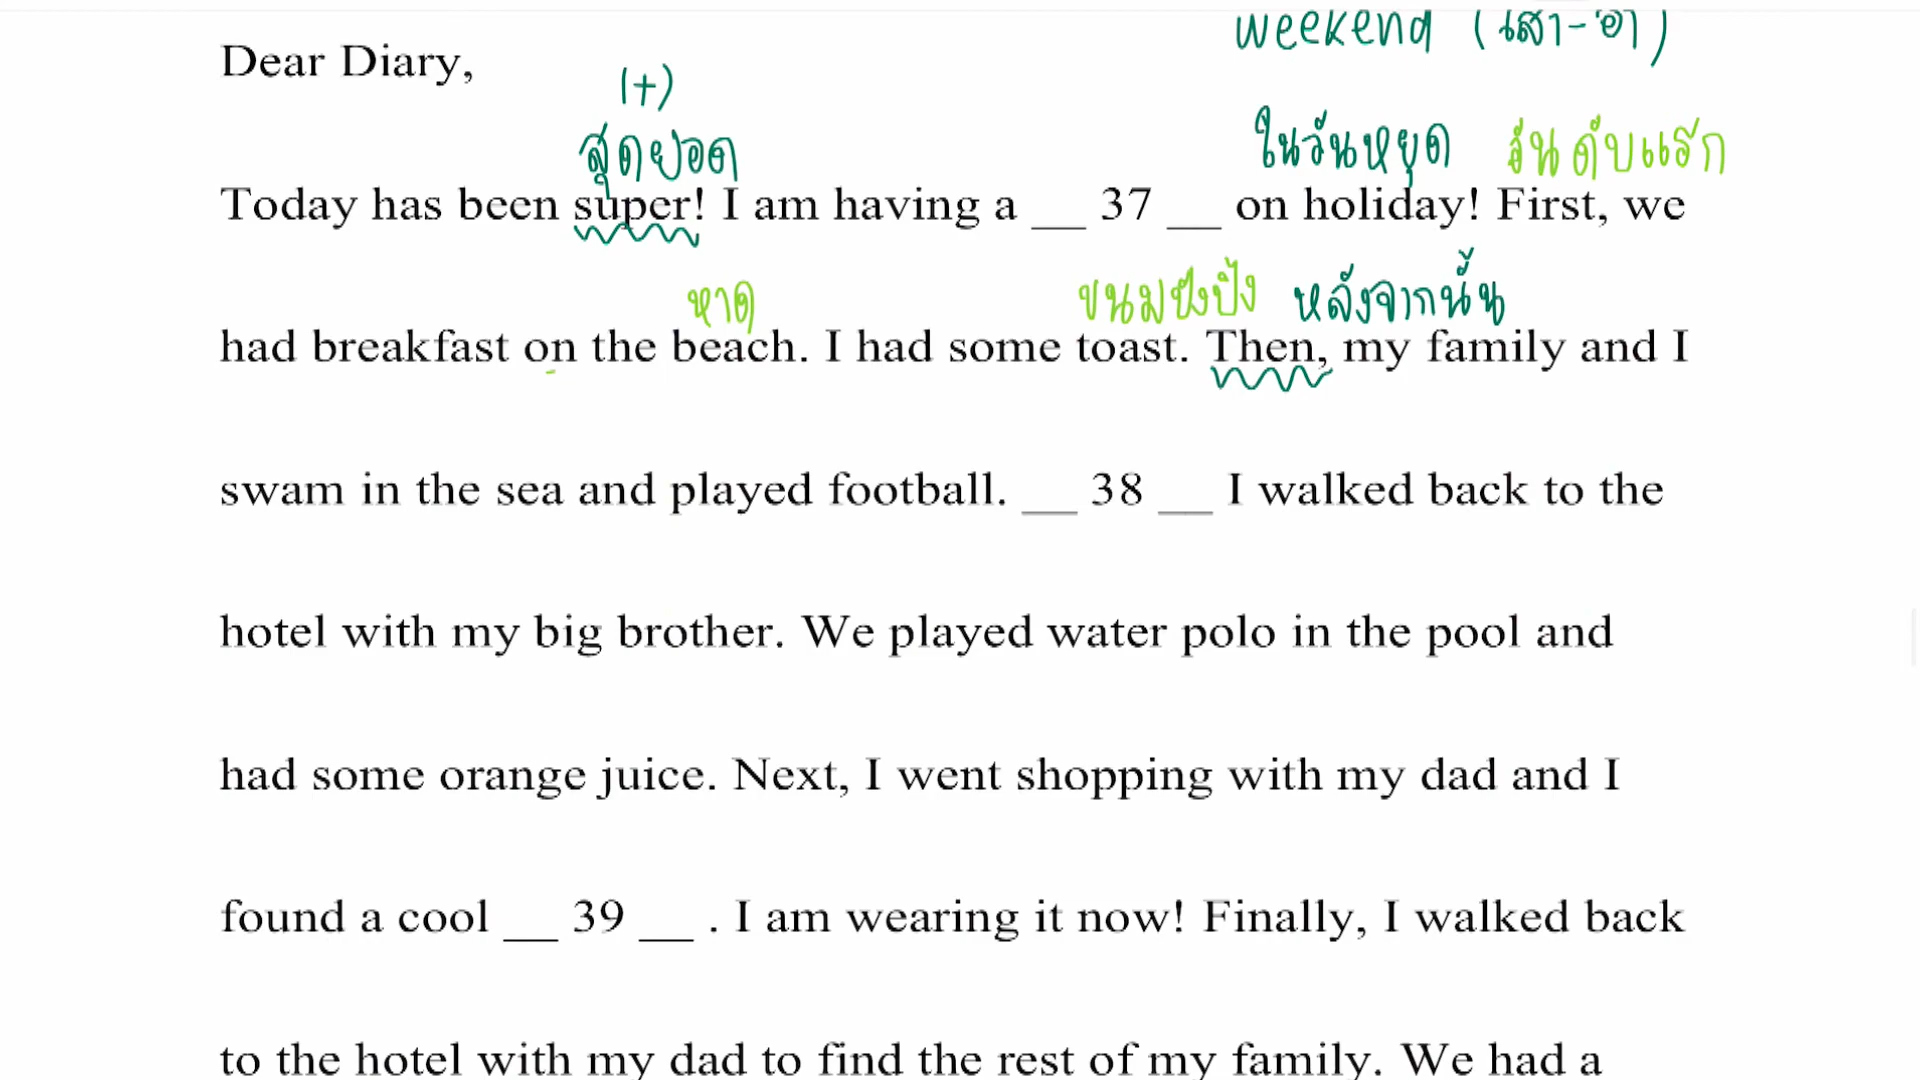 weekend (เสา-อา)
Dear Diary,
(+)
สุดยอด ในวันหยุด อันดับแรก
Today has been super! I am having a __ 37 __ on holiday! First, we
หาด ขนมปังปิ้ง หลังจากนั้น
had breakfast on the beach. I had some toast. Then, my family and I
swam in the sea and played football. __ 38 __ I walked back to the
hotel with my big brother. We played water polo in the pool and
had some orange juice. Next, I went shopping with my dad and I
found a cool __ 39 __ . I am wearing it now! Finally, I walked back
to the hotel with my dad to find the rest of my family. We had a